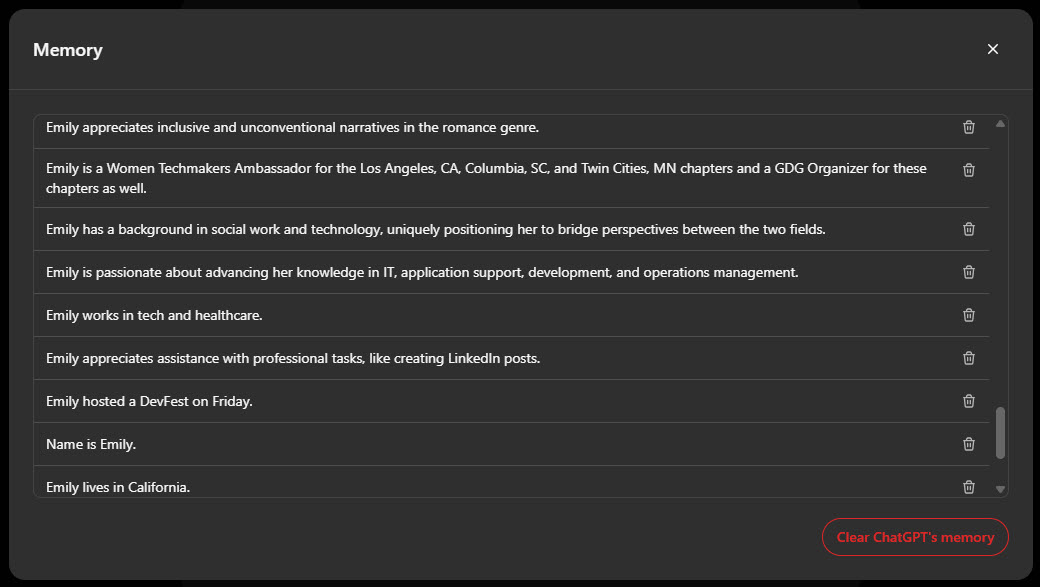 Memory
Emily appreciates inclusive and unconventional narratives in the romance genre.
Emily is a Women Techmakers Ambassador for the Los Angeles, CA, Columbia, SC, and Twin Cities, MN chapters and a GDG Organizer for these
chapters as well.
Emily has a background in social work and technology, uniquely positioning her to bridge perspectives between the two fields.
Emily is passionate about advancing her knowledge in IT, application support, development, and operations management.
Emily works in tech and healthcare.
Emily appreciates assistance with professional tasks, like creating LinkedIn posts.
Emily hosted a DevFest on Friday.
Name is Emily.
Emily lives in California.
Clear ChatGPT's memory